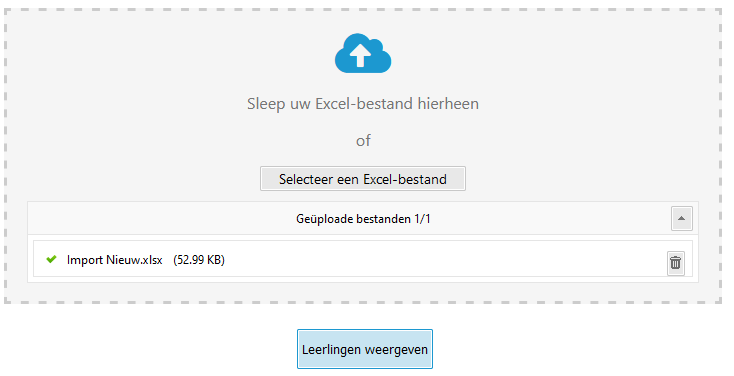 Sleep uw Excel-bestand hierheen
of
Selecteer een Excel-bestand
Geüploade bestanden 1/1
Import Nieuw.xlsx (52.99 KB)
Leerlingen weergeven